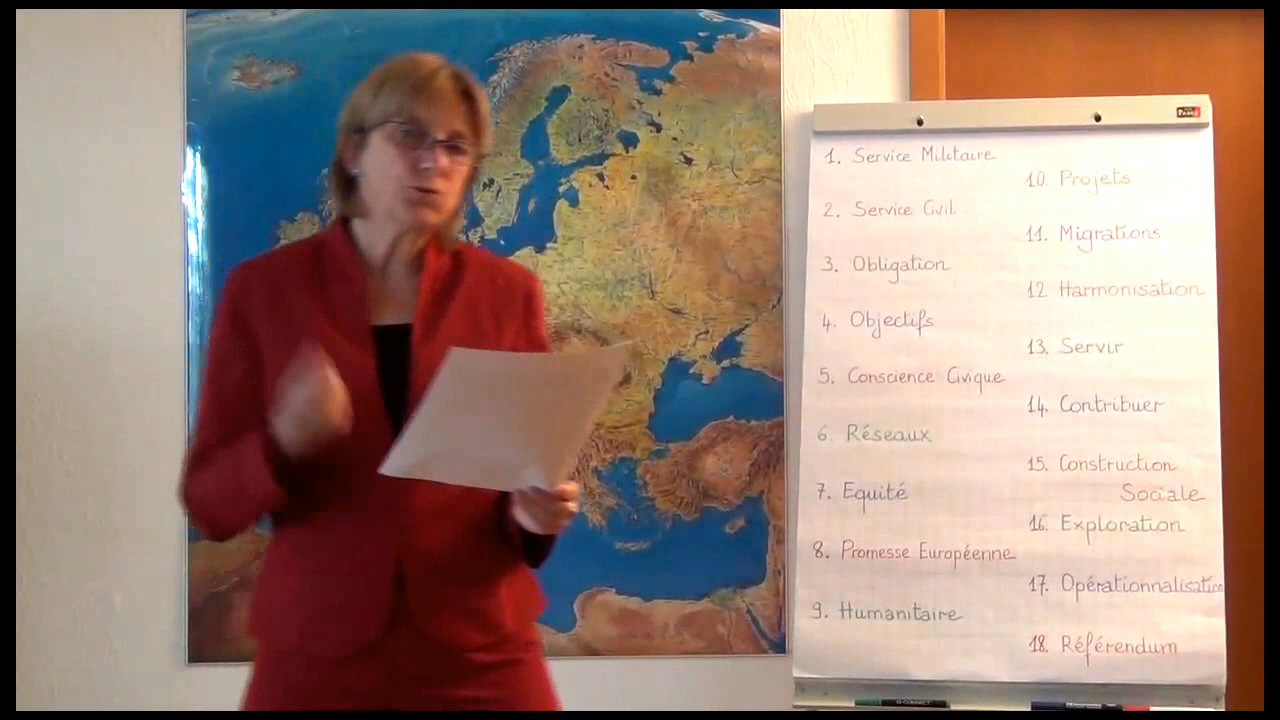 1. Service Militaire
2. Service Civil
3. Obligation
4. Objectifs
5. Conscience Civique
6. Réseaux
7. Equité
8. Promesse Européenne
9. Humanitaire
10. Projets
11. Migrations
12 Harmonisation
13. Servir
14. Contribuer
15. Construction
Sociale
16. Exploration
17. Opérationnalisation
18. Référendum
Q-CONNECT